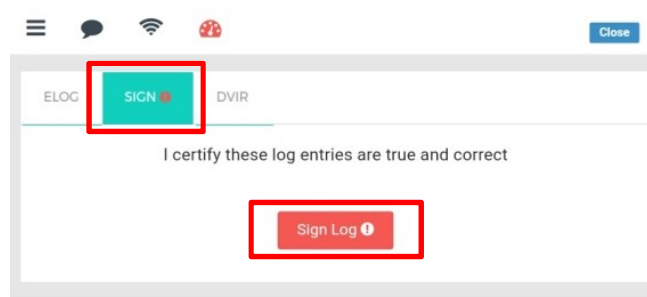 Close
ELOG SIGN DVIR
I certify these log entries are true and correct
Sign Log